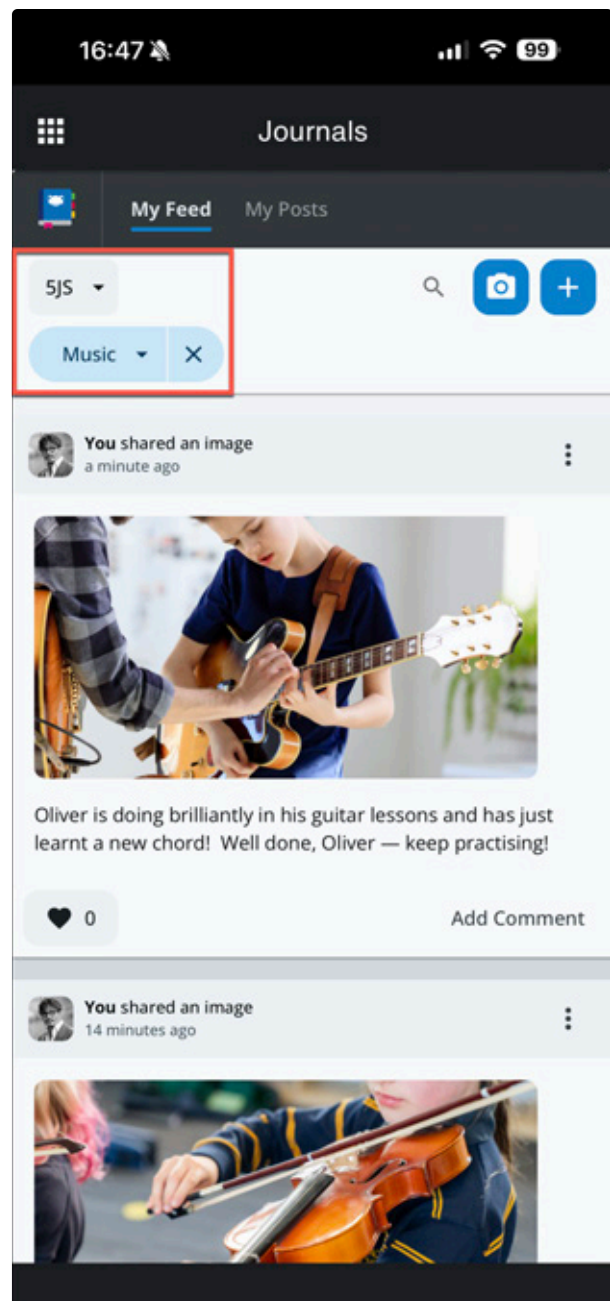 16:47
99
Journals
My Feed My Posts
5JS
Music
You shared an image
a minute ago
Oliver is doing brilliantly in his guitar lessons and has just
learnt a new chord!  Well done, Oliver — keep practising!
0 Add Comment
You shared an image
14 minutes ago